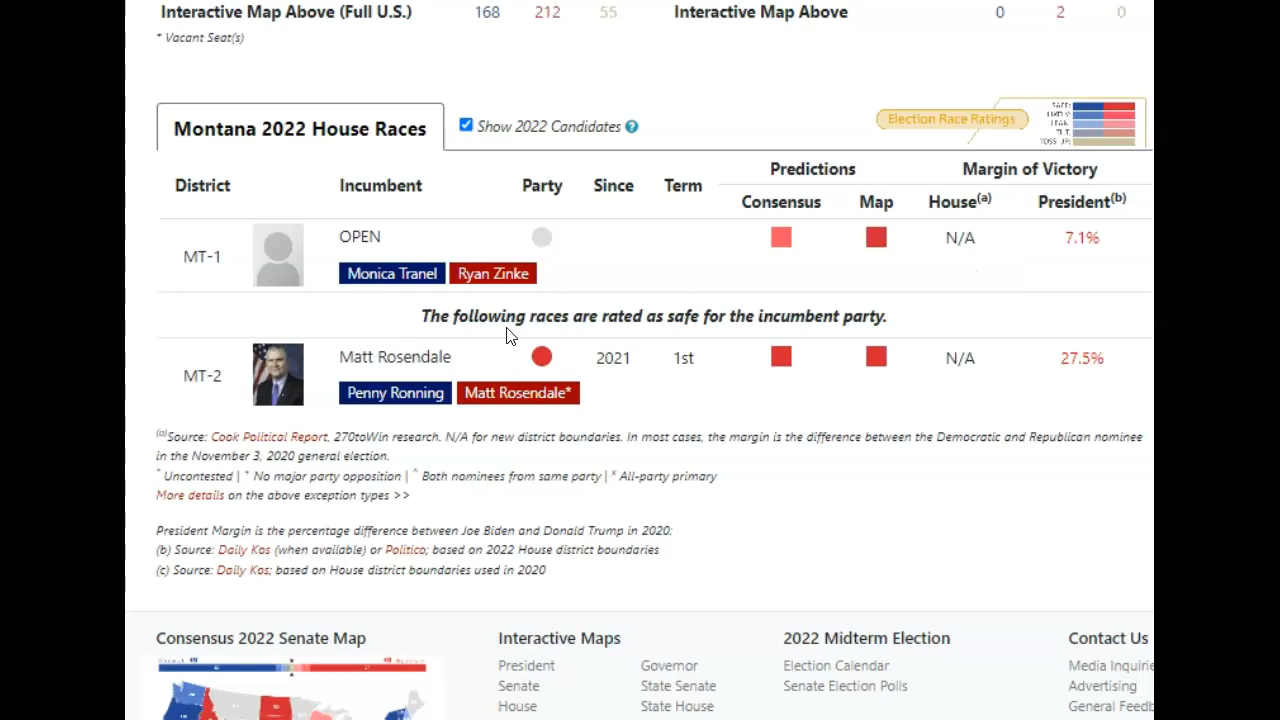 Interactive Map Above (Full U.S.) 168 212 55 Interactive Map Above 0 2 0
* Vacant Seat(s)
Montana 2022 House Races Show 2022 Candidates ? Election Race Ratings
Predictions Margin of Victory
District Incumbent Party Since Term Consensus Map House(a) President(b)
MT-1 OPEN N/A 7.1%
Monica Tranel Ryan Zinke
The following races are rated as safe for the incumbent party.
MT-2 Matt Rosendale 2021 1st N/A 27.5%
Penny Ronning Matt Rosendale*
(a)Source: Cook Political Report, 270toWin research. N/A for new district boundaries. In most cases, the margin is the difference between the Democratic and Republican nominee
in the November 3, 2020 general election.
* Uncontested | + No major party opposition | ^ Both nominees from same party | x All-party primary
More details on the above exception types >>
President Margin is the percentage difference between Joe Biden and Donald Trump in 2020:
(b) Source: Daily Kos (when available) or Politico; based on 2022 House district boundaries
(c) Source: Daily Kos; based on House district boundaries used in 2020
Consensus 2022 Senate Map Interactive Maps 2022 Midterm Election Contact Us
President Governor Election Calendar Media Inquirie
Senate State Senate Senate Election Polls Advertising
House State House General Feedb